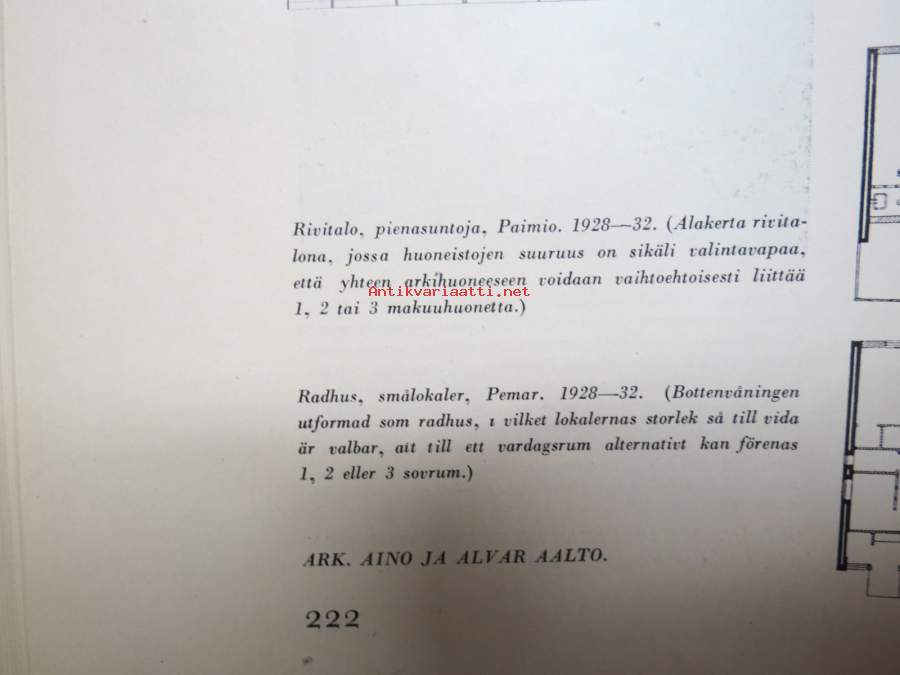 Rivitalo, pienasuntoja, Paimio. 1928—32. (Alakerta rivita-
lona, jossa huoneistojen suuruus on sikäli valintavapaa,
että yhteen arkihuoneeseen voidaan vaihtoehtoisesti liittää
Antikvariaatti.net
1, 2 tai 3 makuuhuonetta.)
Radhus, smålokaler, Pemar. 1928—32. (Bottenvåningen
utformad som radhus, i vilket lokalernas storlek så till vida
är valbar, att till ett vardagsrum alternativt kan förenas
1, 2 eller 3 sovrum.)
ARK. AINO JA ALVAR AALTO.
222